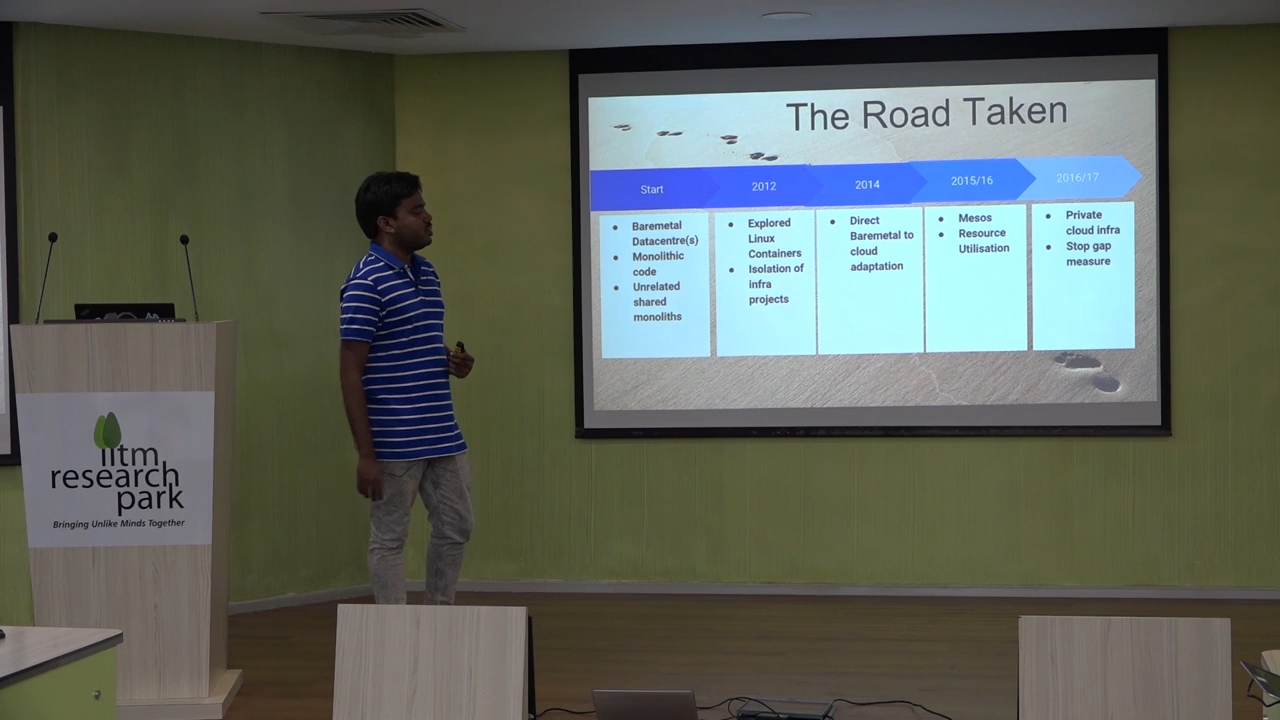 The Road Taken
Start
2012
2014
2015/16
2016/17
● Baremetal
Datacentre(s)
● Monolithic
code
● Unrelated
shared
monoliths
● Explored
Linux
Containers
● Isolation of
infra
projects
● Direct
Baremetal to
cloud
adaptation
● Mesos
● Resource
Utilisation
● Private
cloud infra
● Stop gap
measure
iitm
research
park
Bringing Unlike Minds Together